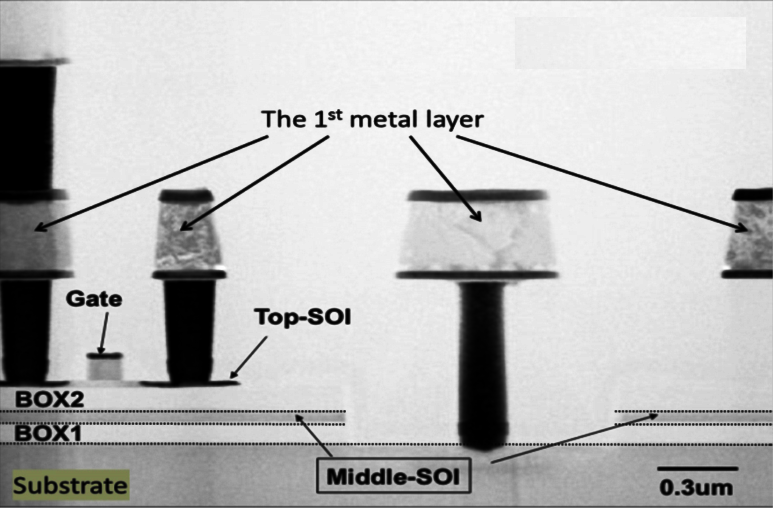 The 1st metal layer
Gate
Top-SOI
BOX2
BOX1
Middle-SOI
Substrate
0.3um